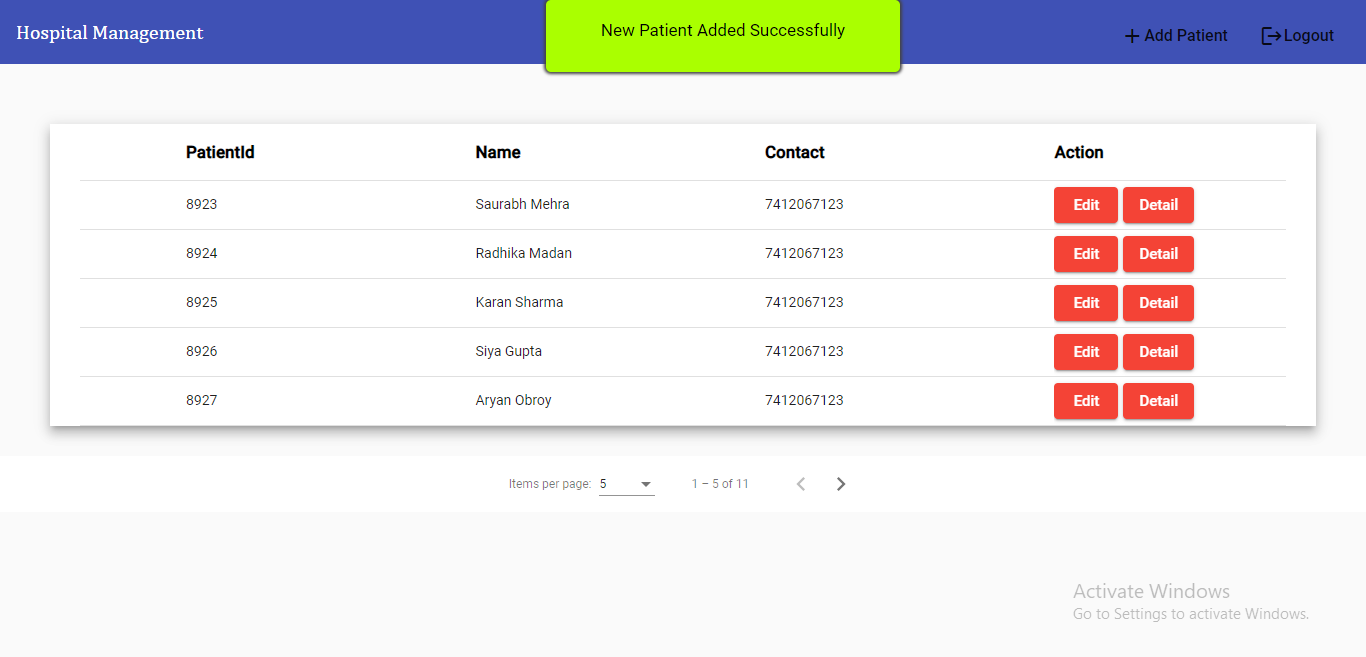 Hospital Management
New Patient Added Successfully
Add Patient
Logout
PatientId Name Contact Action
8923 Saurabh Mehra 7412067123 Edit Detail
8924 Radhika Madan 7412067123 Edit Detail
8925 Karan Sharma 7412067123 Edit Detail
8926 Siya Gupta 7412067123 Edit Detail
8927 Aryan Obroy 7412067123 Edit Detail
Items per page: 5 1 – 5 of 11
Activate Windows
Go to Settings to activate Windows.